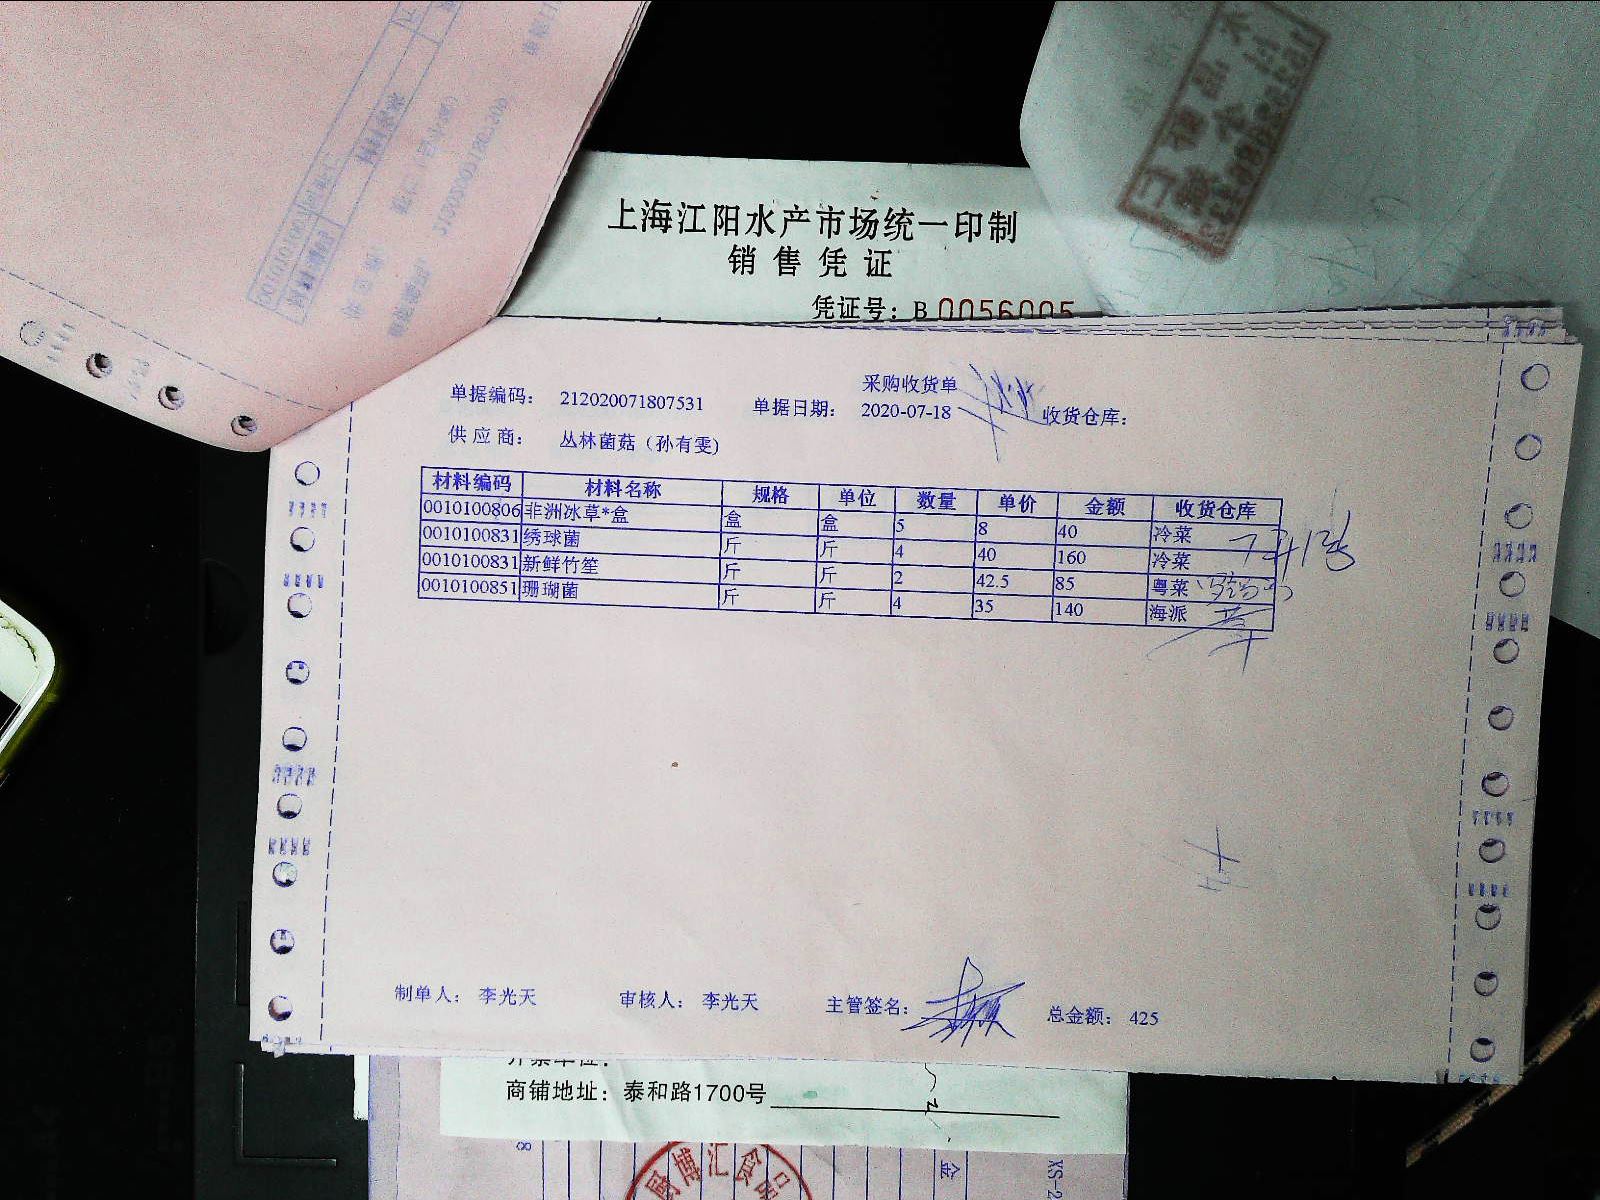 上海江阳水产市场统一印制
销售凭证
凭证号：B 0056005
采购收货单
单据编码： 212020071807531 单据日期： 2020-07-18 收货仓库：
供应商： 丛林菌菇（孙有雯）
材料编码 材料名称 规格 单位 数量 单价 金额 收货仓库
0010100806 非洲冰草*盒 盒 盒 5 8 40 冷菜
0010100831 绣球菌 斤 斤 4 40 160 冷菜
0010100831 新鲜竹笙 斤 斤 2 42.5 85 粤菜
0010100851 珊瑚菌 斤 斤 4 35 140 海派
制单人： 李光天 审核人： 李光天 主管签名： 总金额： 425
商铺地址：泰和路1700号
博汇食品
金
8
XS-2